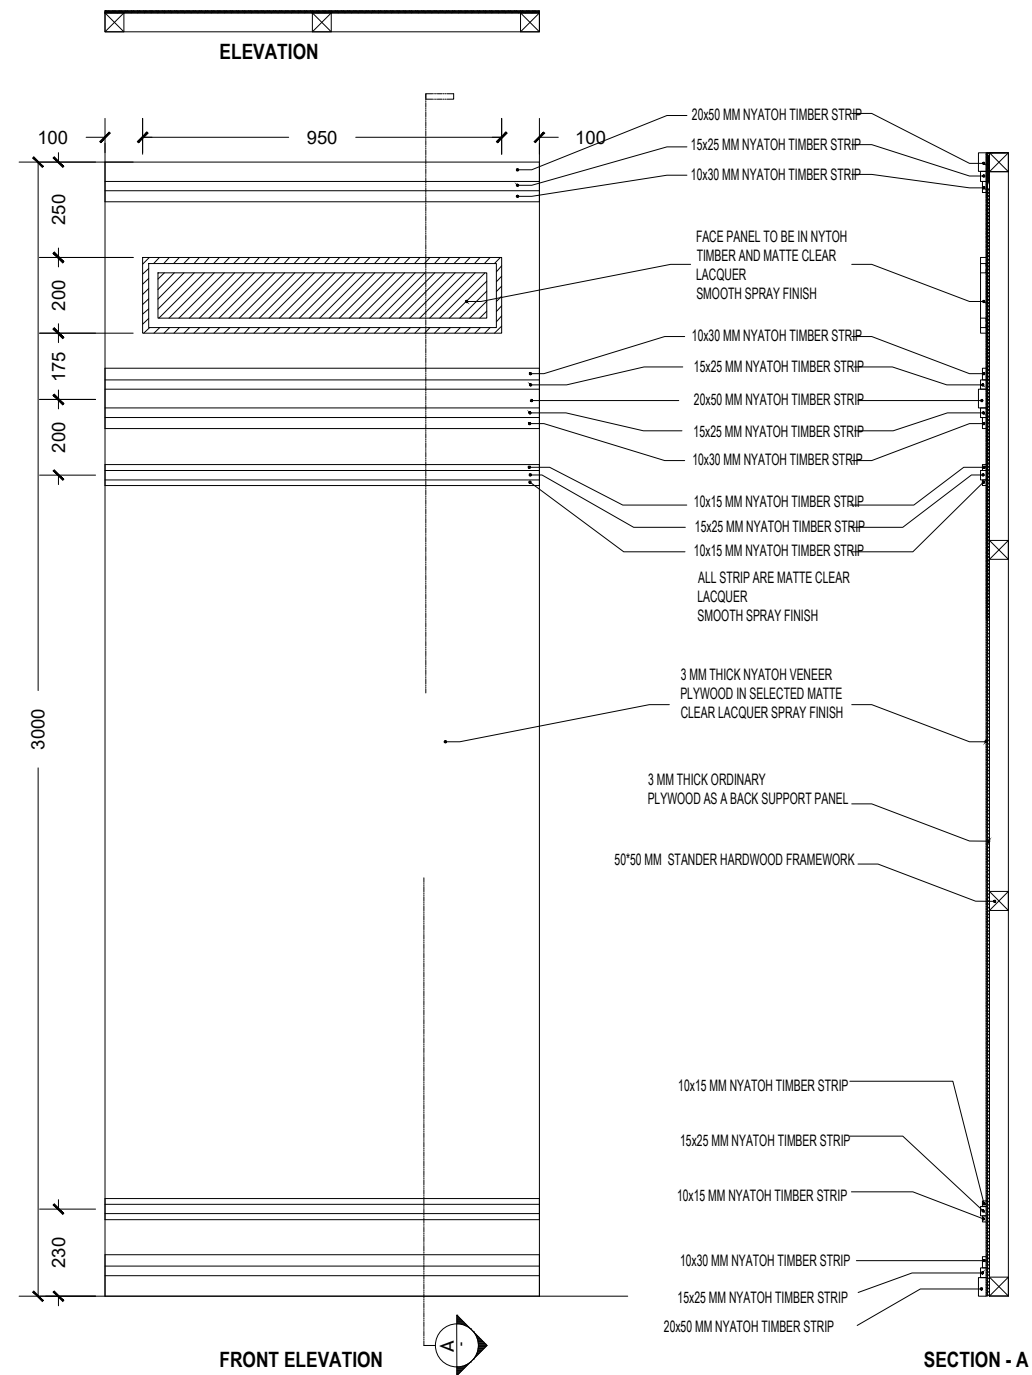 ELEVATION
100
950
100
250
200
175
200
3000
230
20x50 MM NYATOH TIMBER STRIP
15x25 MM NYATOH TIMBER STRIP
10x30 MM NYATOH TIMBER STRIP
FACE PANEL TO BE IN NYTOH
TIMBER AND MATTE CLEAR
LACQUER
SMOOTH SPRAY FINISH
10x30 MM NYATOH TIMBER STRIP
15x25 MM NYATOH TIMBER STRIP
20x50 MM NYATOH TIMBER STRIP
15x25 MM NYATOH TIMBER STRIP
10x30 MM NYATOH TIMBER STRIP
10x15 MM NYATOH TIMBER STRIP
15x25 MM NYATOH TIMBER STRIP
10x15 MM NYATOH TIMBER STRIP
ALL STRIP ARE MATTE CLEAR
LACQUER
SMOOTH SPRAY FINISH
3 MM THICK NYATOH VENEER
PLYWOOD IN SELECTED MATTE
CLEAR LACQUER SPRAY FINISH
3 MM THICK ORDINARY
PLYWOOD AS A BACK SUPPORT PANEL
50*50 MM STANDER HARDWOOD FRAMEWORK
10x15 MM NYATOH TIMBER STRIP
15x25 MM NYATOH TIMBER STRIP
10x15 MM NYATOH TIMBER STRIP
10x30 MM NYATOH TIMBER STRIP
15x25 MM NYATOH TIMBER STRIP
20x50 MM NYATOH TIMBER STRIP
A
-
FRONT ELEVATION
SECTION - A